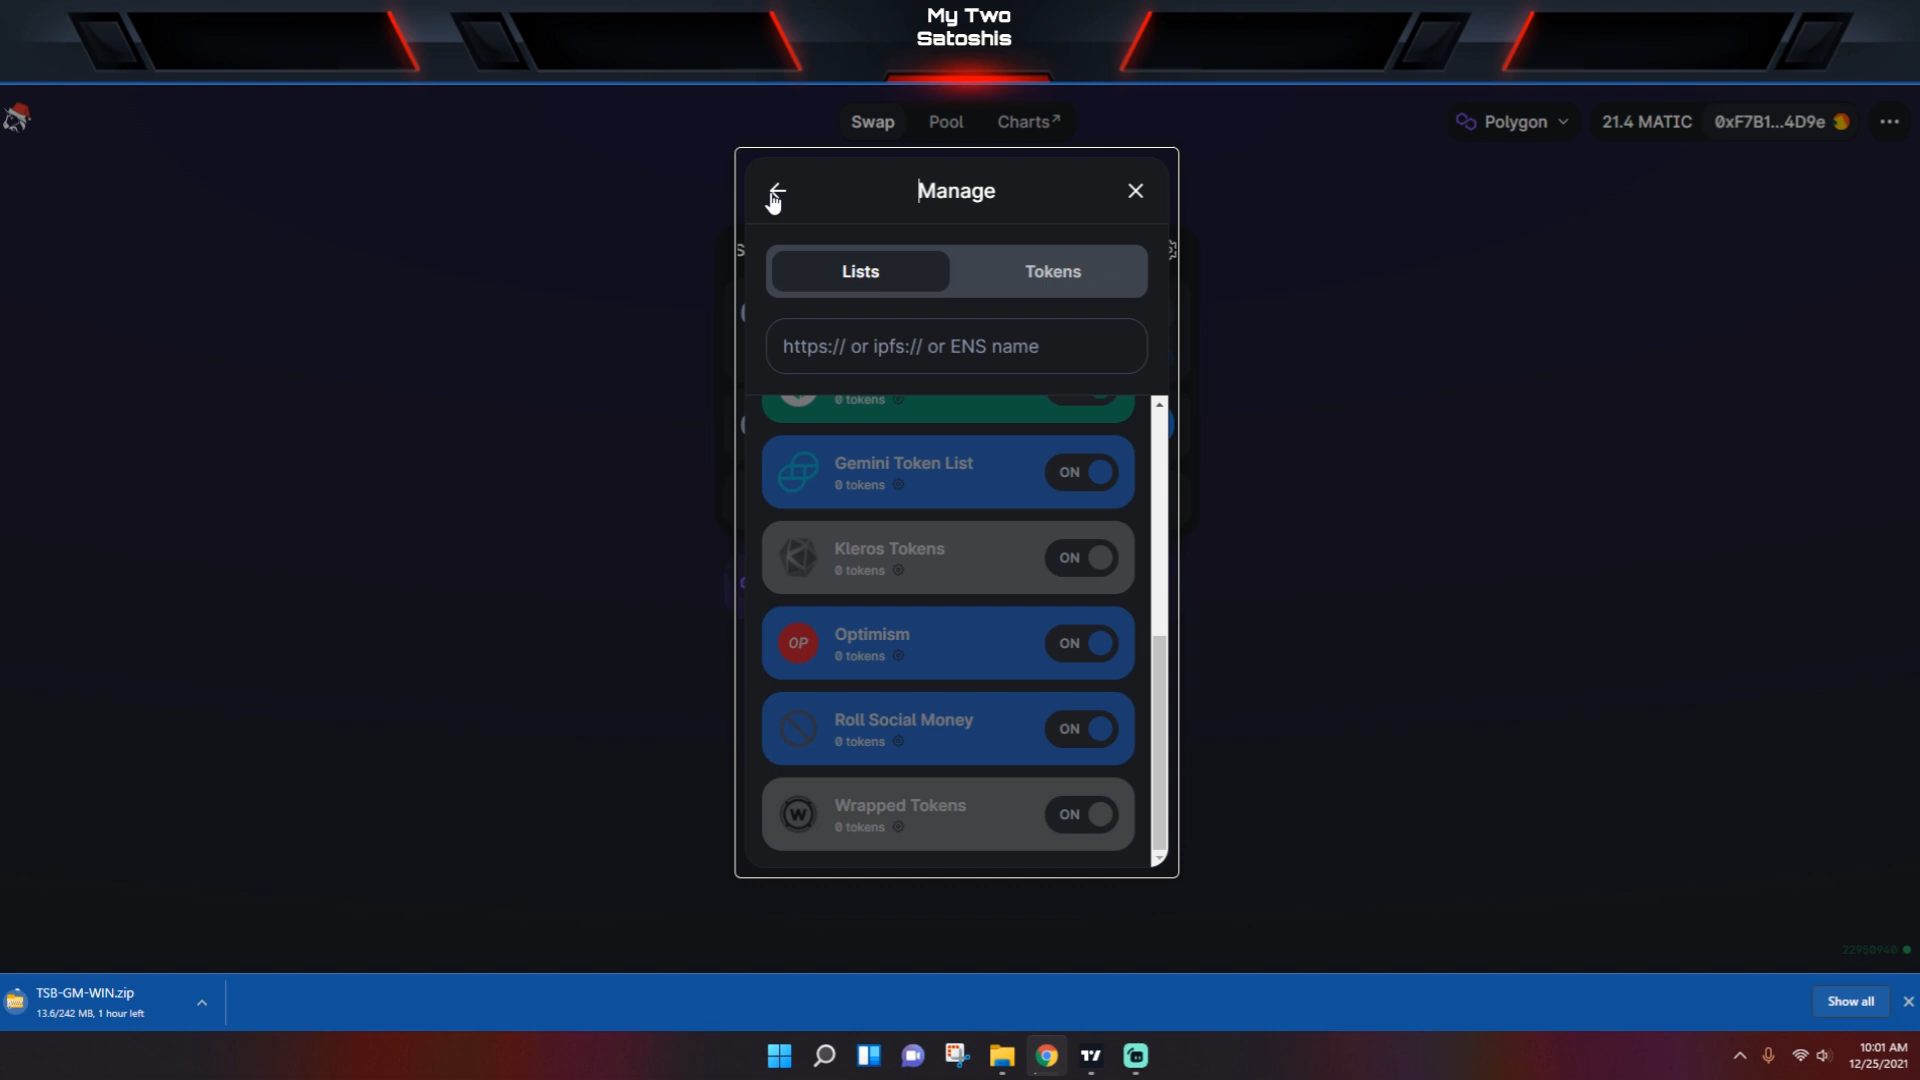 My Two
Satoshis
Swap
Pool
Charts↗
Polygon
21.4 MATIC
0xF7B1...4D9e
Manage
Lists
Tokens
https:// or ipfs:// or ENS name
0 tokens
Gemini Token List
0 tokens
ON
Kleros Tokens
0 tokens
ON
OP
Optimism
0 tokens
ON
Roll Social Money
0 tokens
ON
W
Wrapped Tokens
0 tokens
ON
22950940
TSB-GM-WIN.zip
13.6/242 MB, 1 hour left
Show all
10:01 AM
12/25/2021